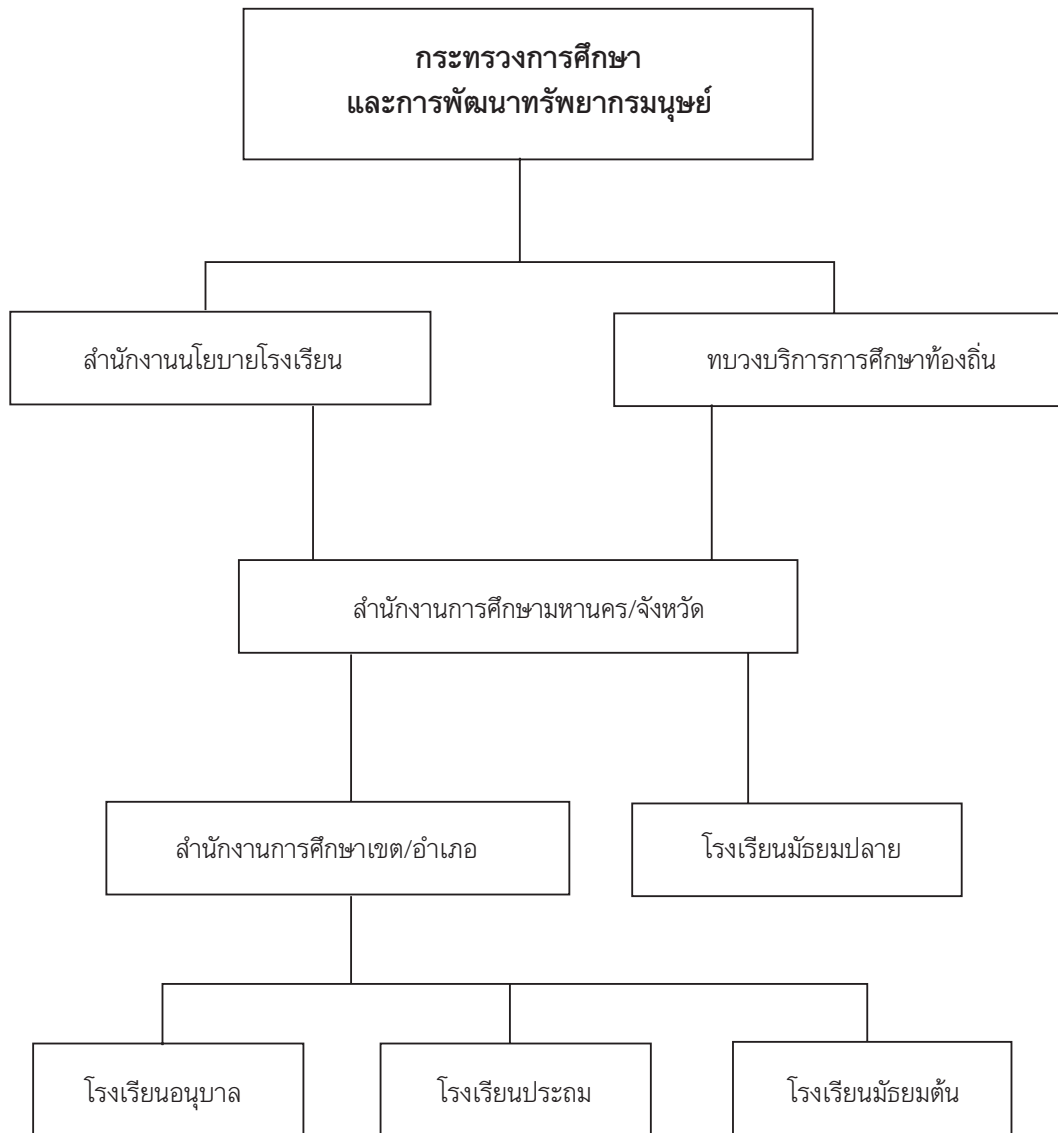 กระทรวงการศึกษา
และการพัฒนาทรัพยากรมนุษย์
สำนักงานนโยบายโรงเรียน
ทบวงบริการการศึกษาท้องถิ่น
สำนักงานการศึกษามหานคร/จังหวัด
สำนักงานการศึกษาเขต/อำเภอ
โรงเรียนมัธยมปลาย
โรงเรียนอนุบาล
โรงเรียนประถม
โรงเรียนมัธยมต้น